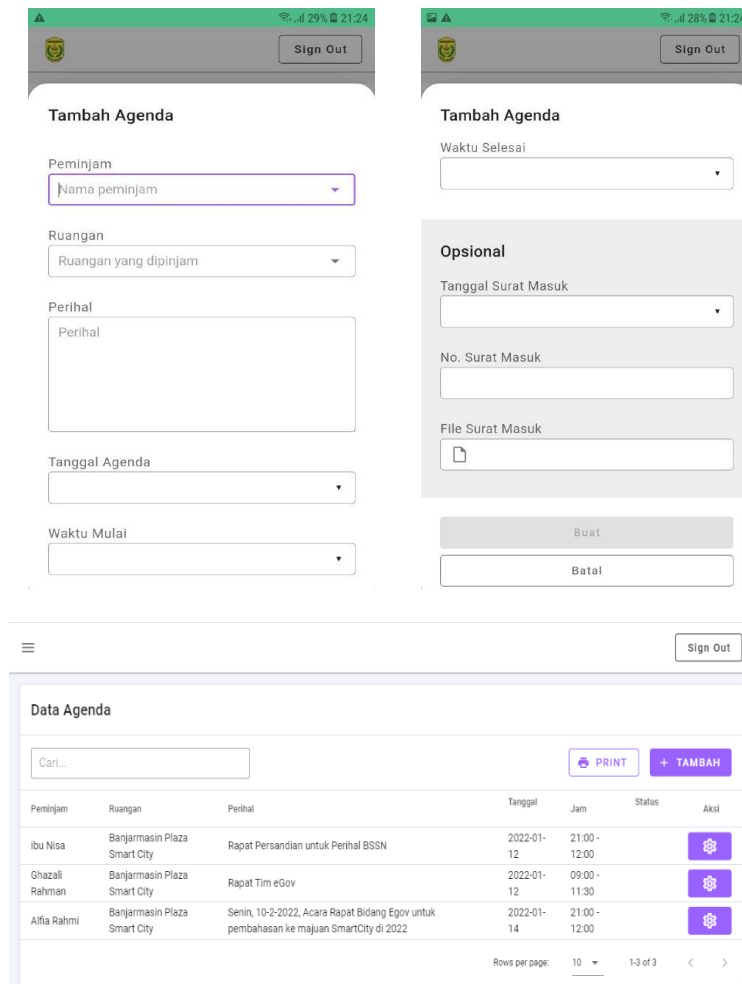 29% 21:24
Sign Out
Tambah Agenda
Peminjam
Nama peminjam
Ruangan
Ruangan yang dipinjam
Perihal
Perihal
Tanggal Agenda
Waktu Mulai
28% 21:24
Sign Out
Tambah Agenda
Waktu Selesai
Opsional
Tanggal Surat Masuk
No. Surat Masuk
File Surat Masuk
Buat
Batal
Sign Out
Data Agenda
Cari...
PRINT
+ TAMBAH
Peminjam Ruangan Perihal Tanggal Jam Status Aksi
ibu Nisa Banjarmasin Plaza Rapat Persandian untuk Perihal BSSN 2022-01- 21:00 -
Smart City 12 12:00
Ghazali Banjarmasin Plaza Rapat Tim eGov 2022-01- 09:00 -
Rahman Smart City 12 11:30
Alfia Rahmi Banjarmasin Plaza Senin, 10-2-2022, Acara Rapat Bidang Egov untuk 2022-01- 21:00 -
Smart City pembahasan ke majuan SmartCity di 2022 14 12:00
Rows per page: 10 1-3 of 3